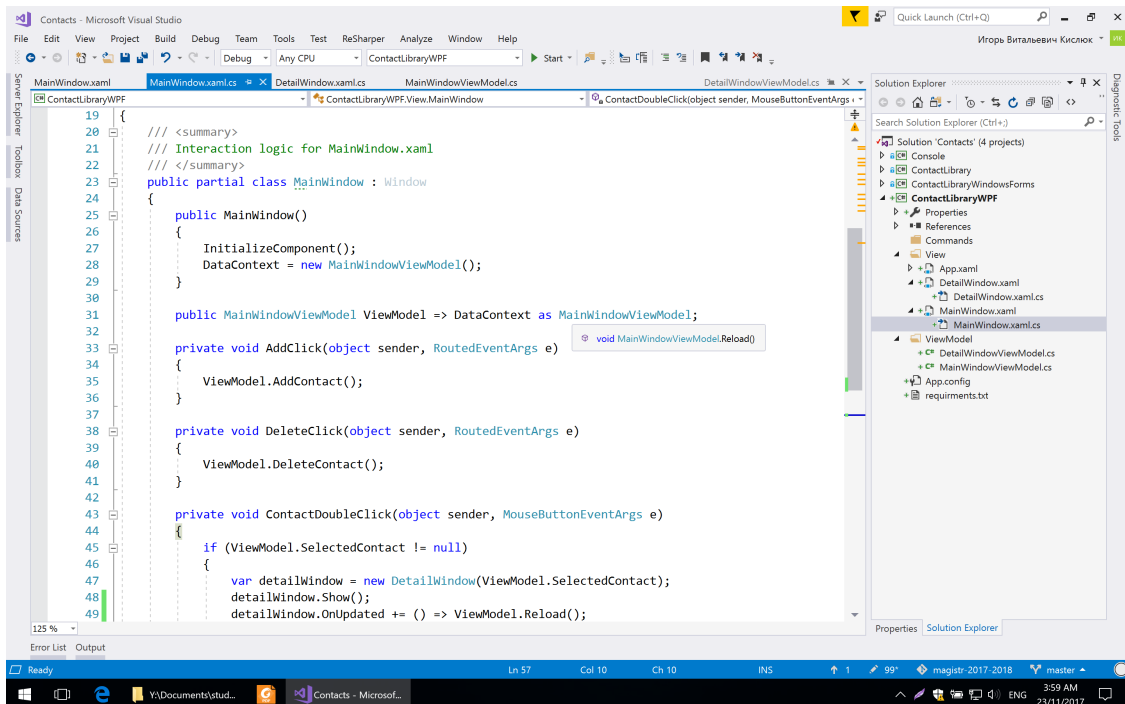 Contacts - Microsoft Visual Studio
Quick Launch (Ctrl+Q)
File Edit View Project Build Debug Team Tools Test ReSharper Analyze Window Help
Игорь Витальевич Кислюк
ИК
Debug Any CPU ContactLibraryWPF Start
Server Explorer
Toolbox
Data Sources
MainWindow.xaml MainWindow.xaml.cs DetailWindow.xaml.cs MainWindowViewModel.cs DetailWindowViewModel.cs
ContactLibraryWPF ContactLibraryWPF.View.MainWindow ContactDoubleClick(object sender, MouseButtonEventArgs
19 {
20 /// <summary>
21 /// Interaction logic for MainWindow.xaml
22 /// </summary>
23 public partial class MainWindow : Window
24 {
25 public MainWindow()
26 {
27 InitializeComponent();
28 DataContext = new MainWindowViewModel();
29 }
30
31 public MainWindowViewModel ViewModel => DataContext as MainWindowViewModel;
32
void MainWindowViewModel.Reload()
33 private void AddClick(object sender, RoutedEventArgs e)
34 {
35 ViewModel.AddContact();
36 }
37
38 private void DeleteClick(object sender, RoutedEventArgs e)
39 {
40 ViewModel.DeleteContact();
41 }
42
43 private void ContactDoubleClick(object sender, MouseButtonEventArgs e)
44 {
45 if (ViewModel.SelectedContact != null)
46 {
47 var detailWindow = new DetailWindow(ViewModel.SelectedContact);
48 detailWindow.Show();
49 detailWindow.OnUpdated += () => ViewModel.Reload();
125 %
Solution Explorer
Search Solution Explorer (Ctrl+;)
Solution 'Contacts' (4 projects)
Console
ContactLibrary
ContactLibraryWindowsForms
ContactLibraryWPF
Properties
References
Commands
View
App.xaml
DetailWindow.xaml
DetailWindow.xaml.cs
MainWindow.xaml
MainWindow.xaml.cs
ViewModel
DetailWindowViewModel.cs
MainWindowViewModel.cs
App.config
requirments.txt
Diagnostic Tools
Properties Solution Explorer
Error List Output
Ready Ln 57 Col 10 Ch 10 INS 1 99* magistr-2017-2018 master
Y:\Documents\stud... Contacts - Microsof... ENG 3:59 AM
23/11/2017